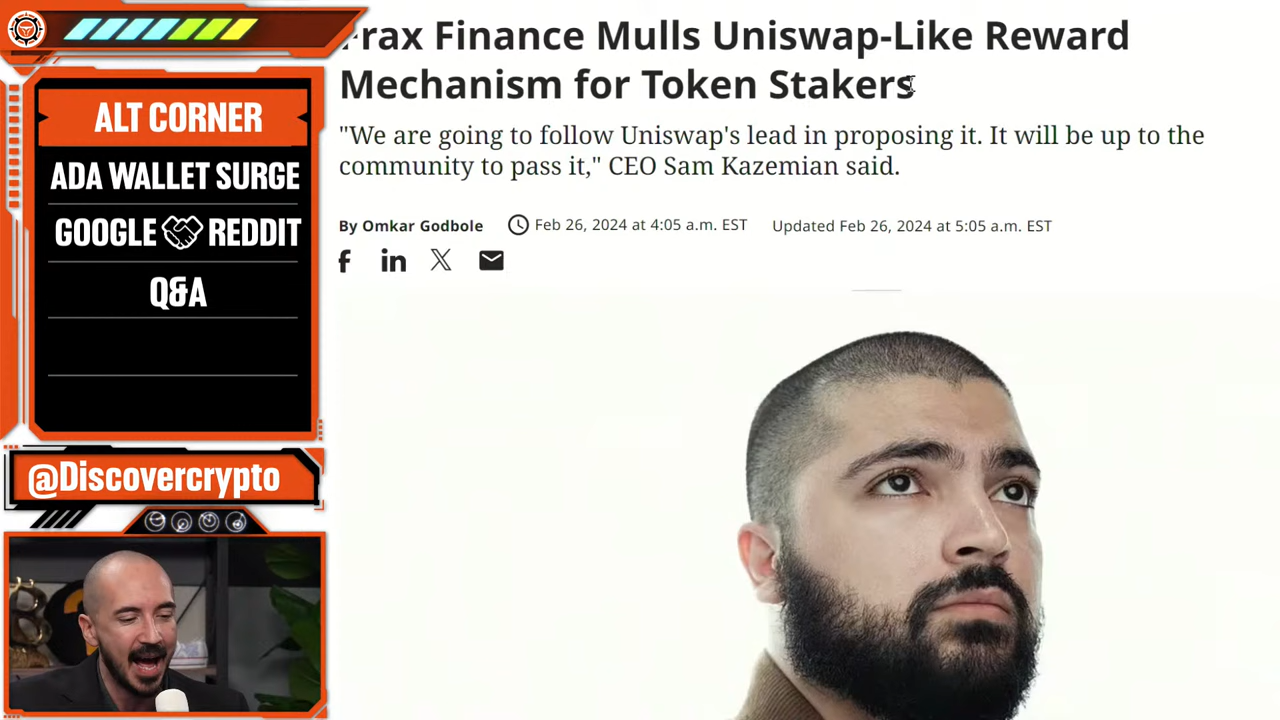 ALT CORNER
ADA WALLET SURGE
GOOGLE REDDIT
Q&A
@Discovercrypto
Frax Finance Mulls Uniswap-Like Reward
Mechanism for Token Stakers
"We are going to follow Uniswap's lead in proposing it. It will be up to the
community to pass it," CEO Sam Kazemian said.
By Omkar Godbole Feb 26, 2024 at 4:05 a.m. EST Updated Feb 26, 2024 at 5:05 a.m. EST